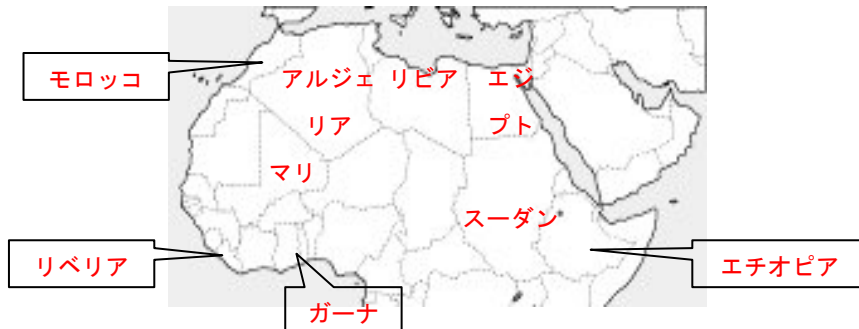 モロッコ
アルジェ
リア
リビア
エジ
プト
マリ
スーダン
リベリア
エチオピア
ガーナ